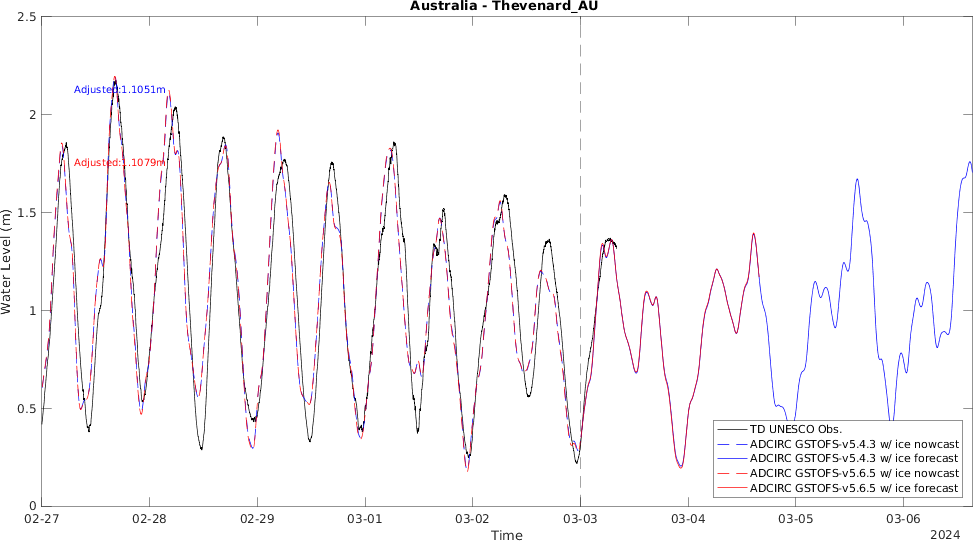 Australia - Thevenard_AU
2.5
2
1.5
1
0.5
0
Water Level (m)
Adjusted:1.1051m
Adjusted:1.1079m
TD UNESCO Obs.
ADCIRC GSTOFS-v5.4.3 w/ ice nowcast
ADCIRC GSTOFS-v5.4.3 w/ ice forecast
ADCIRC GSTOFS-v5.6.5 w/ ice nowcast
ADCIRC GSTOFS-v5.6.5 w/ ice forecast
02-27 02-28 02-29 03-01 03-02 03-03 03-04 03-05 03-06
Time
2024